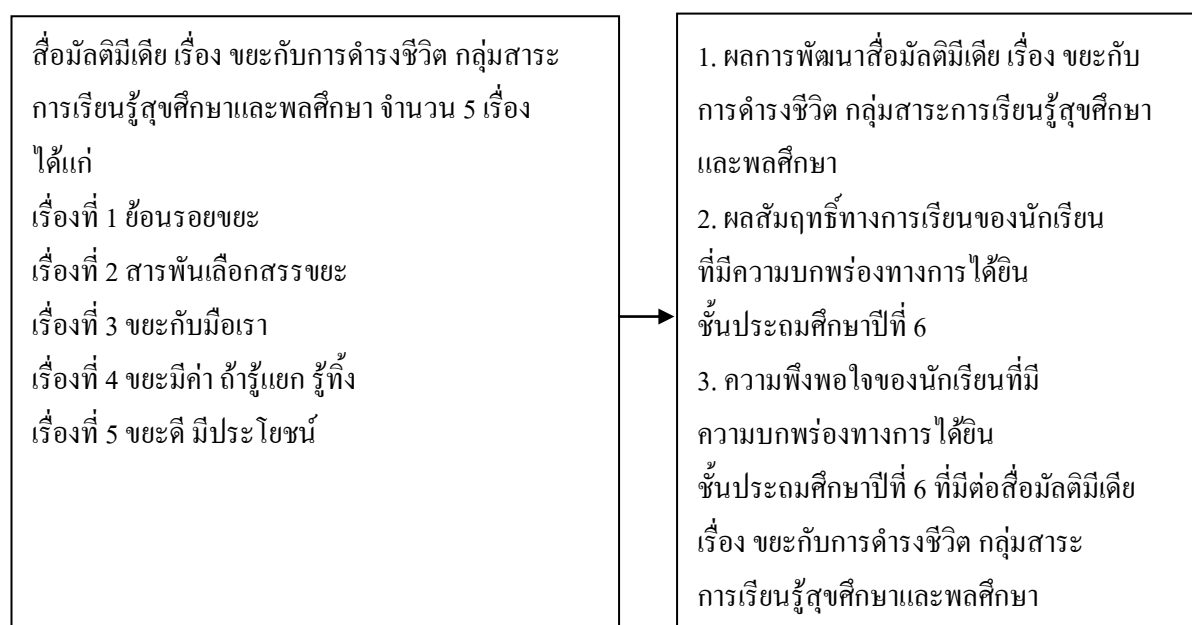 สื่อมัลติมีเดีย เรื่อง ขยะกับการดำรงชีวิต กลุ่มสาระ
การเรียนรู้สุขศึกษาและพลศึกษา จำนวน 5 เรื่อง
ได้แก่
เรื่องที่ 1 ย้อนรอยขยะ
เรื่องที่ 2 สารพันเลือกสรรขยะ
เรื่องที่ 3 ขยะกับมือเรา
เรื่องที่ 4 ขยะมีค่า ถ้ารู้แยก รู้ทิ้ง
เรื่องที่ 5 ขยะดี มีประโยชน์
1. ผลการพัฒนาสื่อมัลติมีเดีย เรื่อง ขยะกับ
การดำรงชีวิต กลุ่มสาระการเรียนรู้สุขศึกษา
และพลศึกษา
2. ผลสัมฤทธิ์ทางการเรียนของนักเรียน
ที่มีความบกพร่องทางการได้ยิน
ชั้นประถมศึกษาปีที่ 6
3. ความพึงพอใจของนักเรียนที่มี
ความบกพร่องทางการได้ยิน
ชั้นประถมศึกษาปีที่ 6 ที่มีต่อสื่อมัลติมีเดีย
เรื่อง ขยะกับการดำรงชีวิต กลุ่มสาระ
การเรียนรู้สุขศึกษาและพลศึกษา